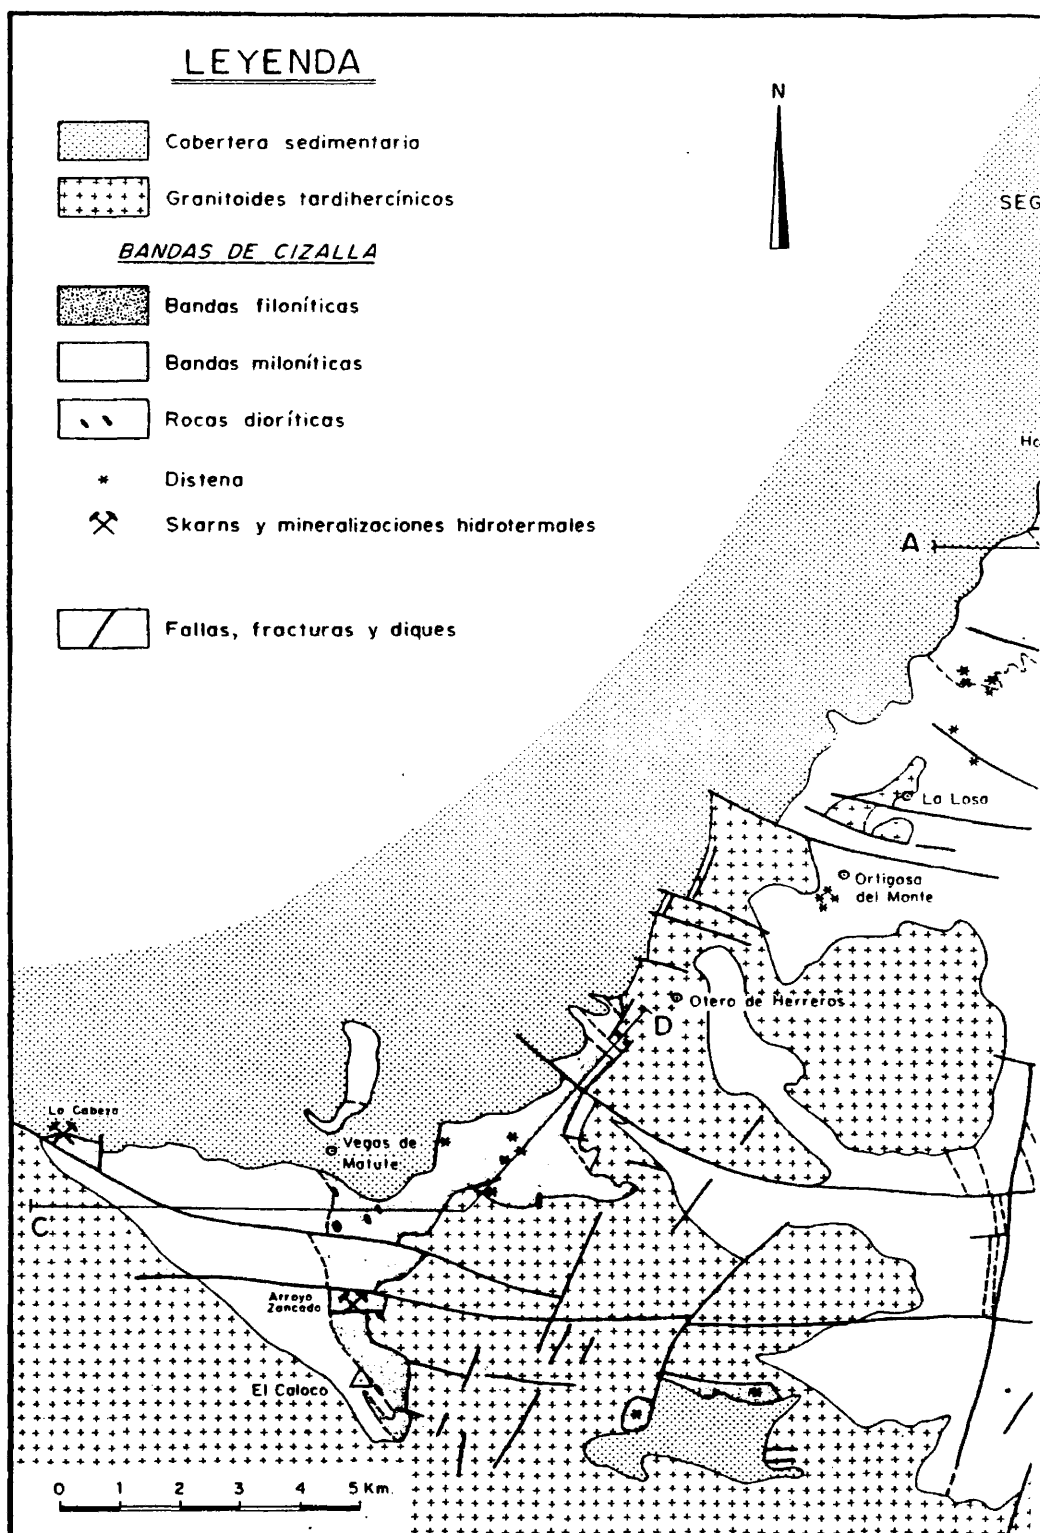 LEYENDA
N
Cobertera sedimentaria
Granitoides tardihercínicos
SEG
BANDAS DE CIZALLA
Bandas filoníticas
Bandas miloníticas
Rocas dioríticas
Distena
Skarns y mineralizaciones hidrotermales
A
Fallas, fracturas y diques
La Losa
Ortigosa
del Monte
Otero de Herreros
D
La Cabeza
Vegas de
Matute
C
Arroyo
Zancado
El Caloco
0 1 2 3 4 5 Km.